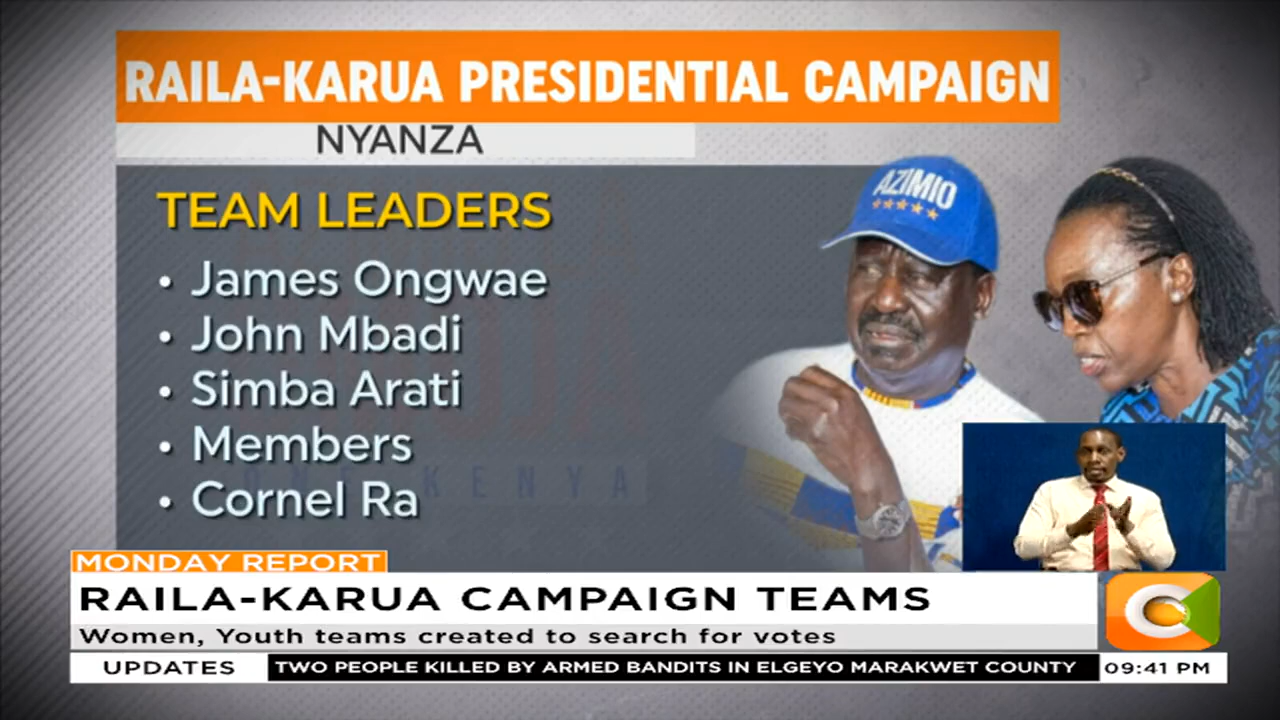 RAILA-KARUA PRESIDENTIAL CAMPAIGN
NYANZA
TEAM LEADERS
• James Ongwae
• John Mbadi
• Simba Arati
• Members
• Cornel Ra
AZIMIO
KENYA
MONDAY REPORT
RAILA-KARUA CAMPAIGN TEAMS
Women, Youth teams created to search for votes
UPDATES
TWO PEOPLE KILLED BY ARMED BANDITS IN ELGEYO MARAKWET COUNTY
09:41 PM